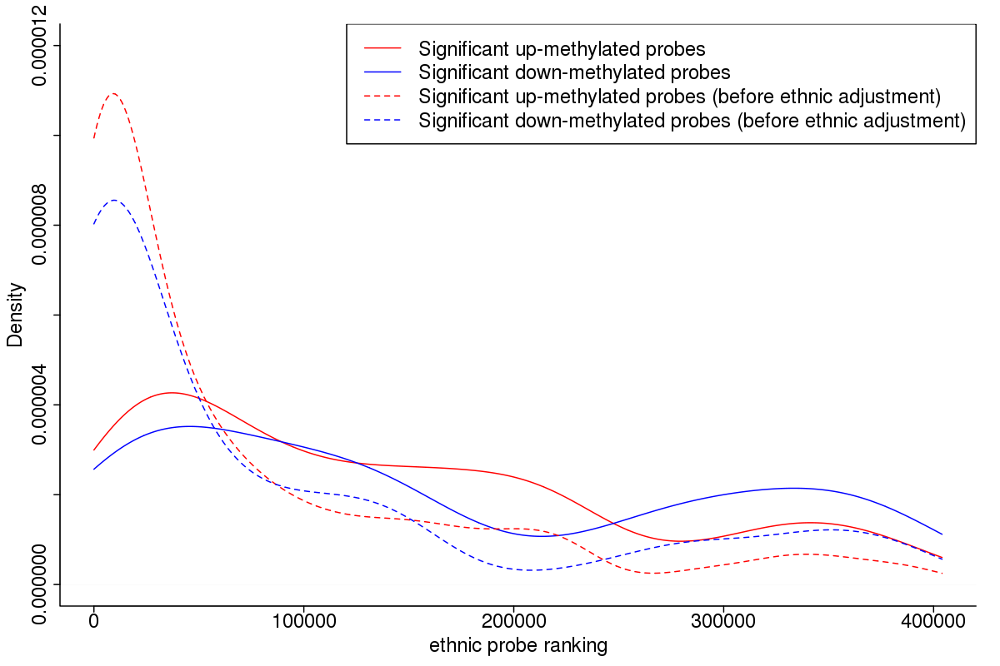 Significant up-methylated probes
Significant down-methylated probes
Significant up-methylated probes (before ethnic adjustment)
Significant down-methylated probes (before ethnic adjustment)
0.000012
0.000008
0.000004
0.000000
Density
0 100000 200000 300000 400000
ethnic probe ranking